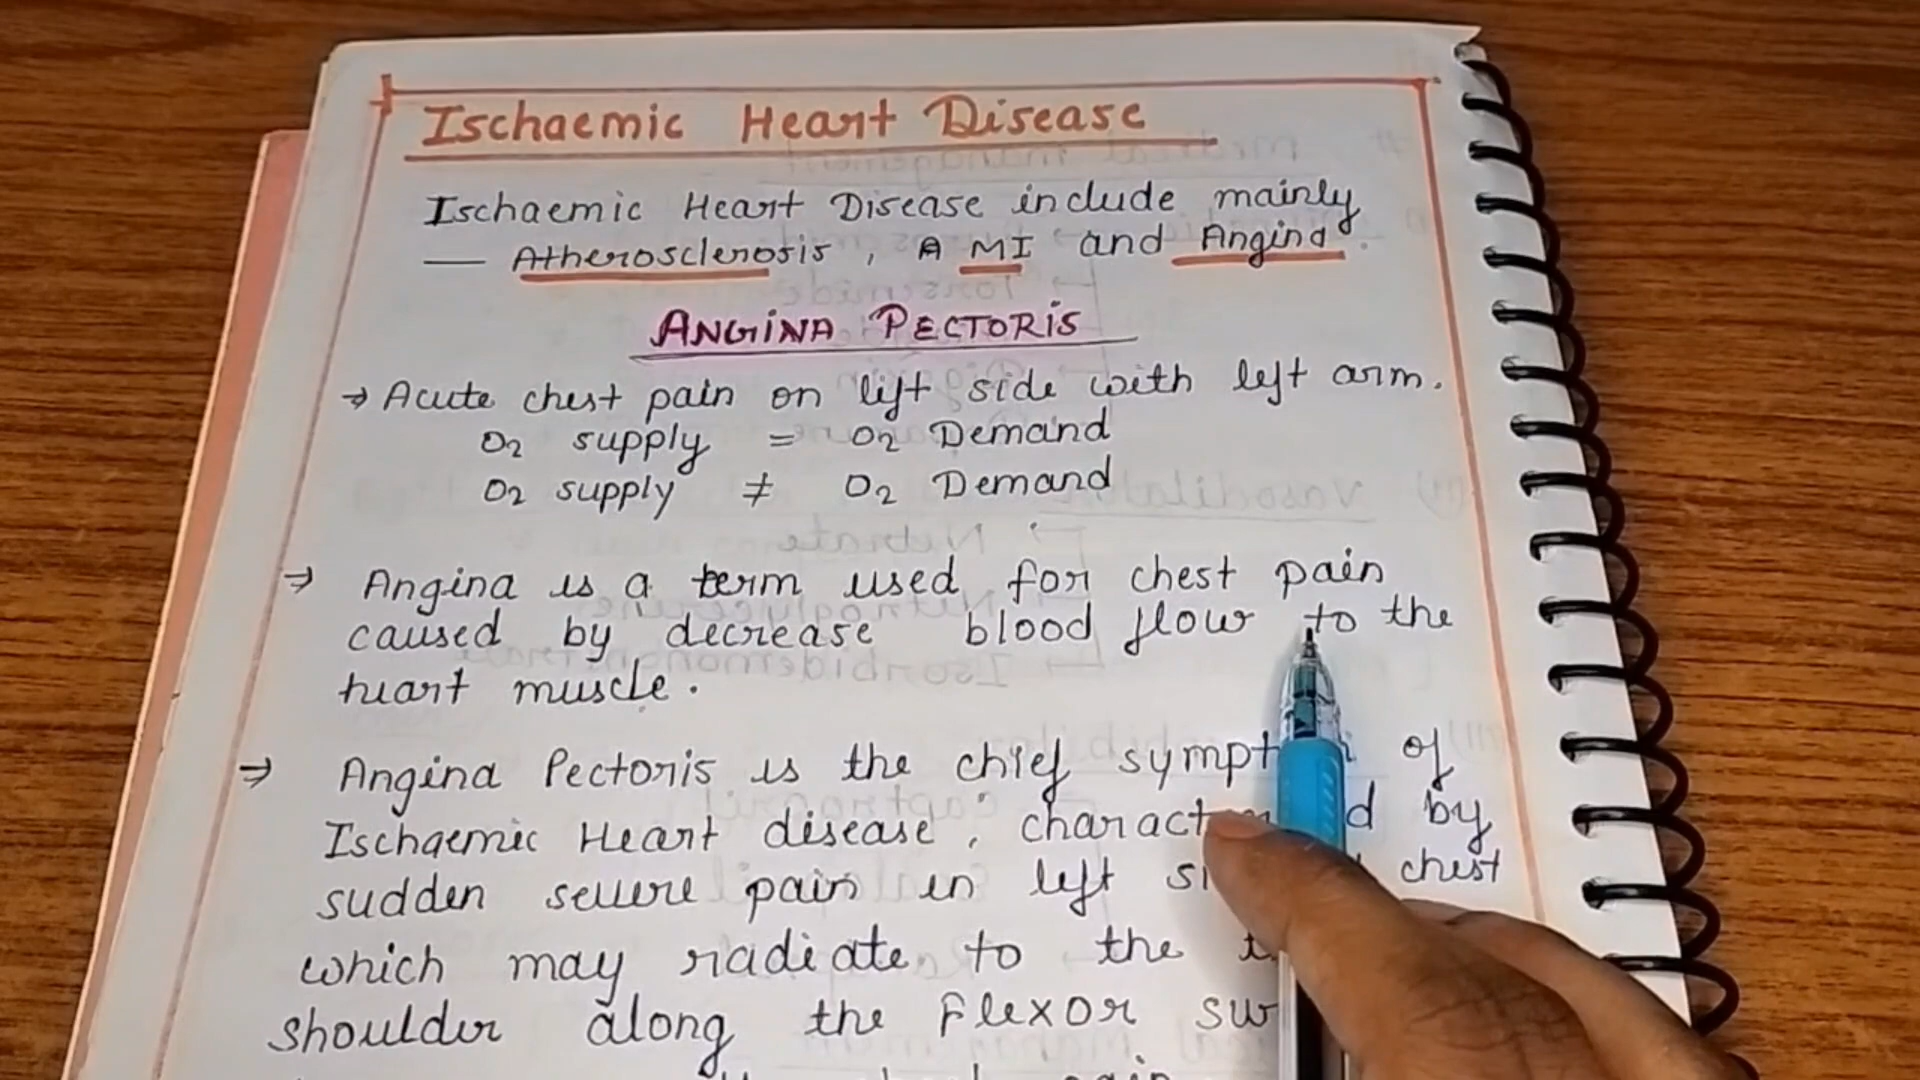 Ischaemic Heart Disease
Ischaemic Heart Disease include mainly
— Atherosclerosis, A MI and Angina.
ANGINA PECTORIS
→ Acute chest pain on left side with left arm.
O2 supply = O2 Demand
O2 supply ≠ O2 Demand
⇒ Angina is a term used for chest pain
caused by decrease blood flow to the
heart muscle.
⇒ Angina Pectoris is the chief of
Ischaemic Heart disease, by
sudden severe pain in left chest
which may radiate to the
shoulder along the Flexor
pain